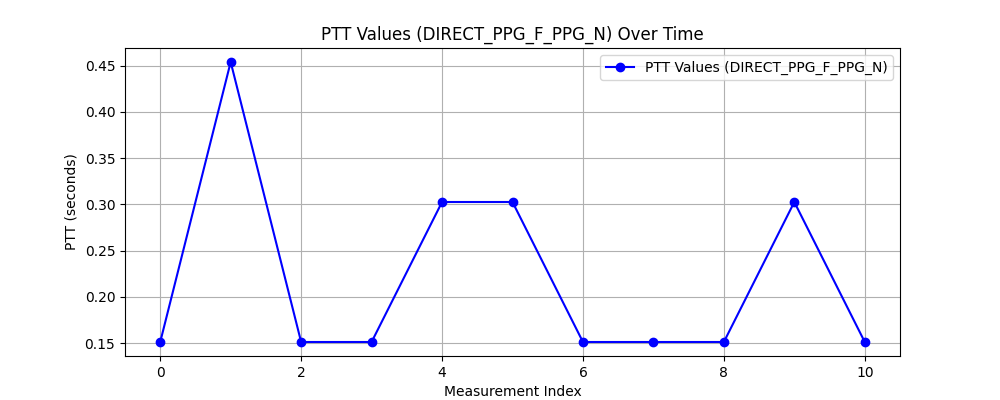 PTT Values (DIRECT_PPG_F_PPG_N) Over Time
PTT Values (DIRECT_PPG_F_PPG_N)
PTT (seconds)
0.45
0.40
0.35
0.30
0.25
0.20
0.15
0 2 4 6 8 10
Measurement Index